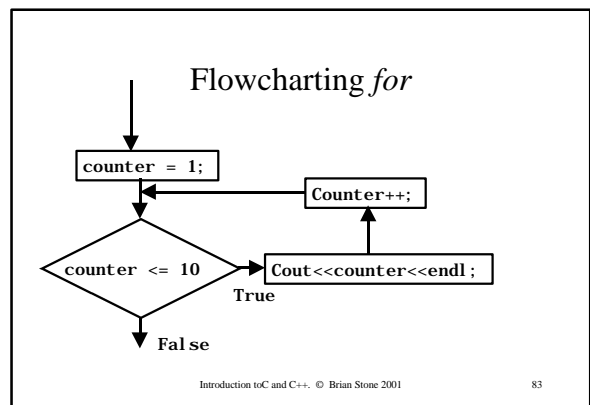 Flowcharting for
counter = 1;
Counter++;
counter <= 10
Cout<<counter<<endl;
True
False
Introduction toC and C++. © Brian Stone 2001
83